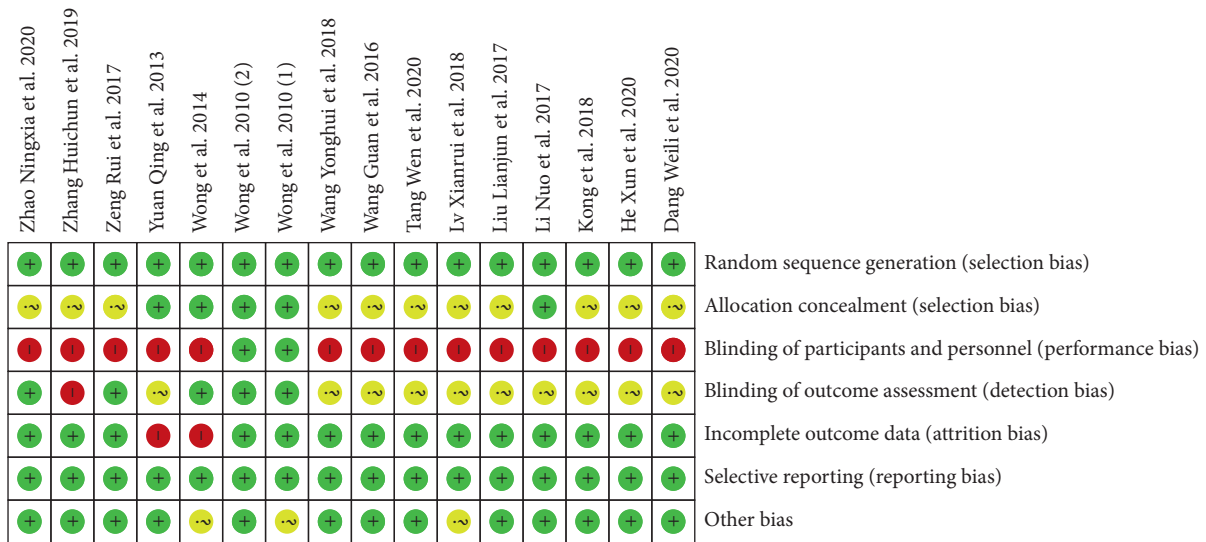 Zhao Ningxia et al. 2020
Zhang Huichun et al. 2019
Zeng Rui et al. 2017
Yuan Qing et al. 2013
Wong et al. 2014
Wong et al. 2010 (2)
Wong et al. 2010 (1)
Wang Yonghui et al. 2018
Wang Guan et al. 2016
Tang Wen et al. 2020
Lv Xianrui et al. 2018
Liu Lianjun et al. 2017
Li Nuo et al. 2017
Kong et al. 2018
He Xun et al. 2020
Dang Weili et al. 2020
+ + + + + + + + + + + + + + + + Random sequence generation (selection bias)
? ? ? + + + + ? ? ? ? ? + ? ? ? Allocation concealment (selection bias)
– – – – – + + – – – – – – – – – Blinding of participants and personnel (performance bias)
+ – + ? + + + ? ? ? ? ? ? ? ? ? Blinding of outcome assessment (detection bias)
+ + + – – + + + + + + + + + + + Incomplete outcome data (attrition bias)
+ + + + + + + + + + + + + + + + Selective reporting (reporting bias)
+ + + + ? + ? + + + ? + + + + + Other bias